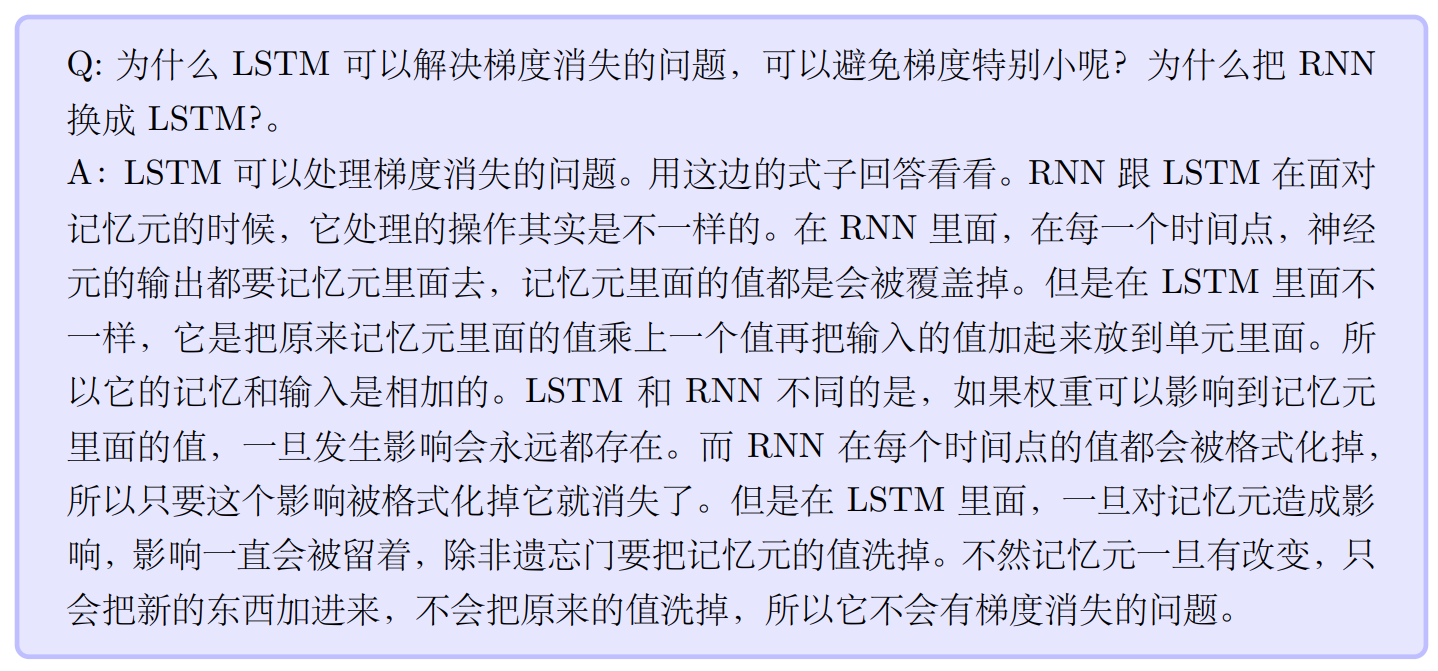 Q: 为什么 LSTM 可以解决梯度消失的问题，可以避免梯度特别小呢？为什么把 RNN
换成 LSTM?。
A：LSTM 可以处理梯度消失的问题。用这边的式子回答看看。RNN 跟 LSTM 在面对
记忆元的时候，它处理的操作其实是不一样的。在 RNN 里面，在每一个时间点，神经
元的输出都要记忆元里面去，记忆元里面的值都是会被覆盖掉。但是在 LSTM 里面不
一样，它是把原来记忆元里面的值乘上一个值再把输入的值加起来放到单元里面。所
以它的记忆和输入是相加的。LSTM 和 RNN 不同的是，如果权重可以影响到记忆元
里面的值，一旦发生影响会永远都存在。而 RNN 在每个时间点的值都会被格式化掉，
所以只要这个影响被格式化掉它就消失了。但是在 LSTM 里面，一旦对记忆元造成影
响，影响一直会被留着，除非遗忘门要把记忆元的值洗掉。不然记忆元一旦有改变，只
会把新的东西加进来，不会把原来的值洗掉，所以它不会有梯度消失的问题。